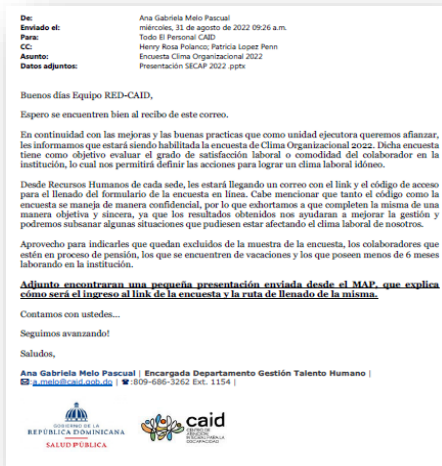 De: Ana Gabriela Melo Pascual
Enviado el: miércoles, 31 de agosto de 2022 09:26 a.m.
Para: Todo El Personal CAID
CC: Henry Rosa Polanco; Patricia Lopez Penn
Asunto: Encuesta Clima Organizacional 2022
Datos adjuntos: Presentación SECAP 2022 .pptx
Buenos días Equipo RED-CAID,
Espero se encuentren bien al recibo de este correo.
En continuidad con las mejoras y las buenas practicas que como unidad ejecutora queremos afianzar,
les informamos que estará siendo habilitada la encuesta de Clima Organizacional 2022. Dicha encuesta
tiene como objetivo evaluar el grado de satisfacción laboral o comodidad del colaborador en la
institución, lo cual nos permitirá definir las acciones para lograr un clima laboral idóneo.
Desde Recursos Humanos de cada sede, les estará llegando un correo con el link y el código de acceso
para el llenado del formulario de la encuesta en línea. Cabe mencionar que tanto el código como la
encuesta se maneja de manera confidencial, por lo que exhortamos a que completen la misma de una
manera objetiva y sincera, ya que los resultados obtenidos nos ayudaran a mejorar la gestión y
podremos subsanar algunas situaciones que pudiesen estar afectando el clima laboral de nosotros.
Aprovecho para indicarles que quedan excluidos de la muestra de la encuesta, los colaboradores que
estén en proceso de pensión, los que se encuentran de vacaciones y los que poseen menos de 6 meses
laborando en la institución.
Adjunto encontraran una pequeña presentación enviada desde el MAP, que explica
cómo será el ingreso al link de la encuesta y la ruta de llenado de la misma.
Contamos con ustedes...
Seguimos avanzando!
Saludos,
Ana Gabriela Melo Pascual | Encargada Departamento Gestión Talento Humano |
: a.melo@caid.gob.do | :809-686-3262 Ext. 1154 |
GOBIERNO DE LA
REPÚBLICA DOMINICANA
SALUD PÚBLICA
caid
CENTRO DE
ATENCIÓN
INTEGRAL PARA LA
DISCAPACIDAD